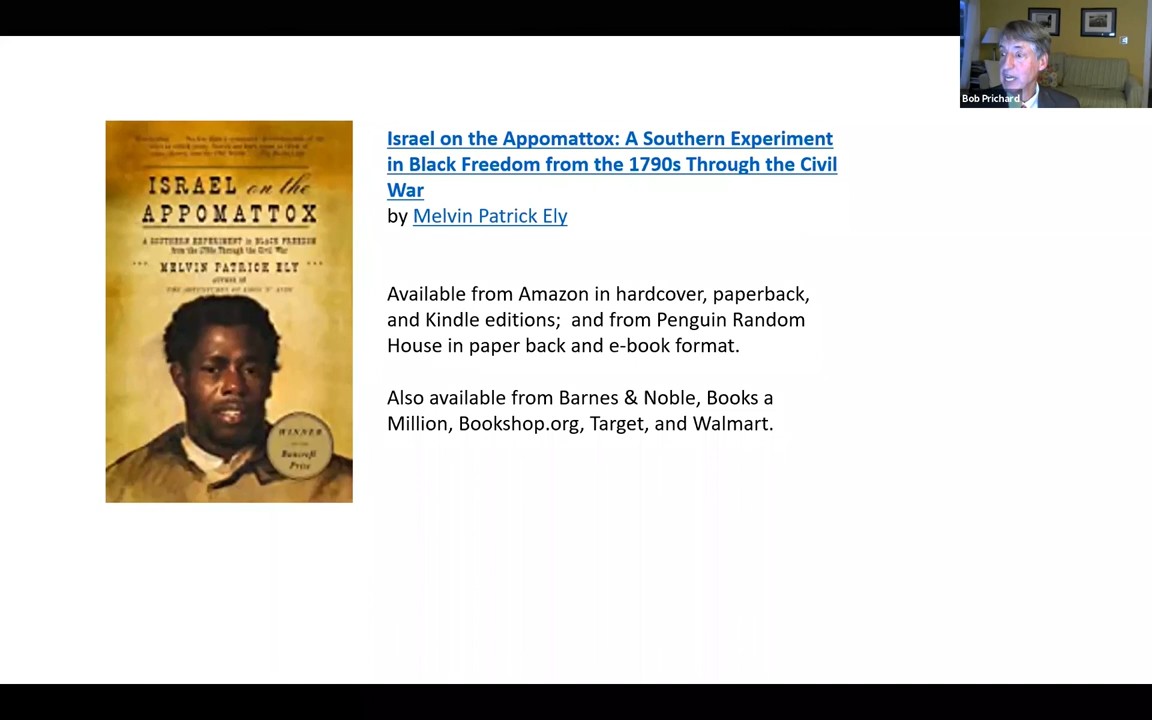 Bob Prichard
Israel on the Appomattox: A Southern Experiment
in Black Freedom from the 1790s Through the Civil
War
by Melvin Patrick Ely
Available from Amazon in hardcover, paperback,
and Kindle editions;  and from Penguin Random
House in paper back and e-book format.
Also available from Barnes & Noble, Books a
Million, Bookshop.org, Target, and Walmart.
ISRAEL on the
APPOMATTOX
A SOUTHERN EXPERIMENT in BLACK FREEDOM
from the 1790s Through the Civil War
MELVIN PATRICK ELY
AUTHOR OF
WINNER
Bancroft
Prize